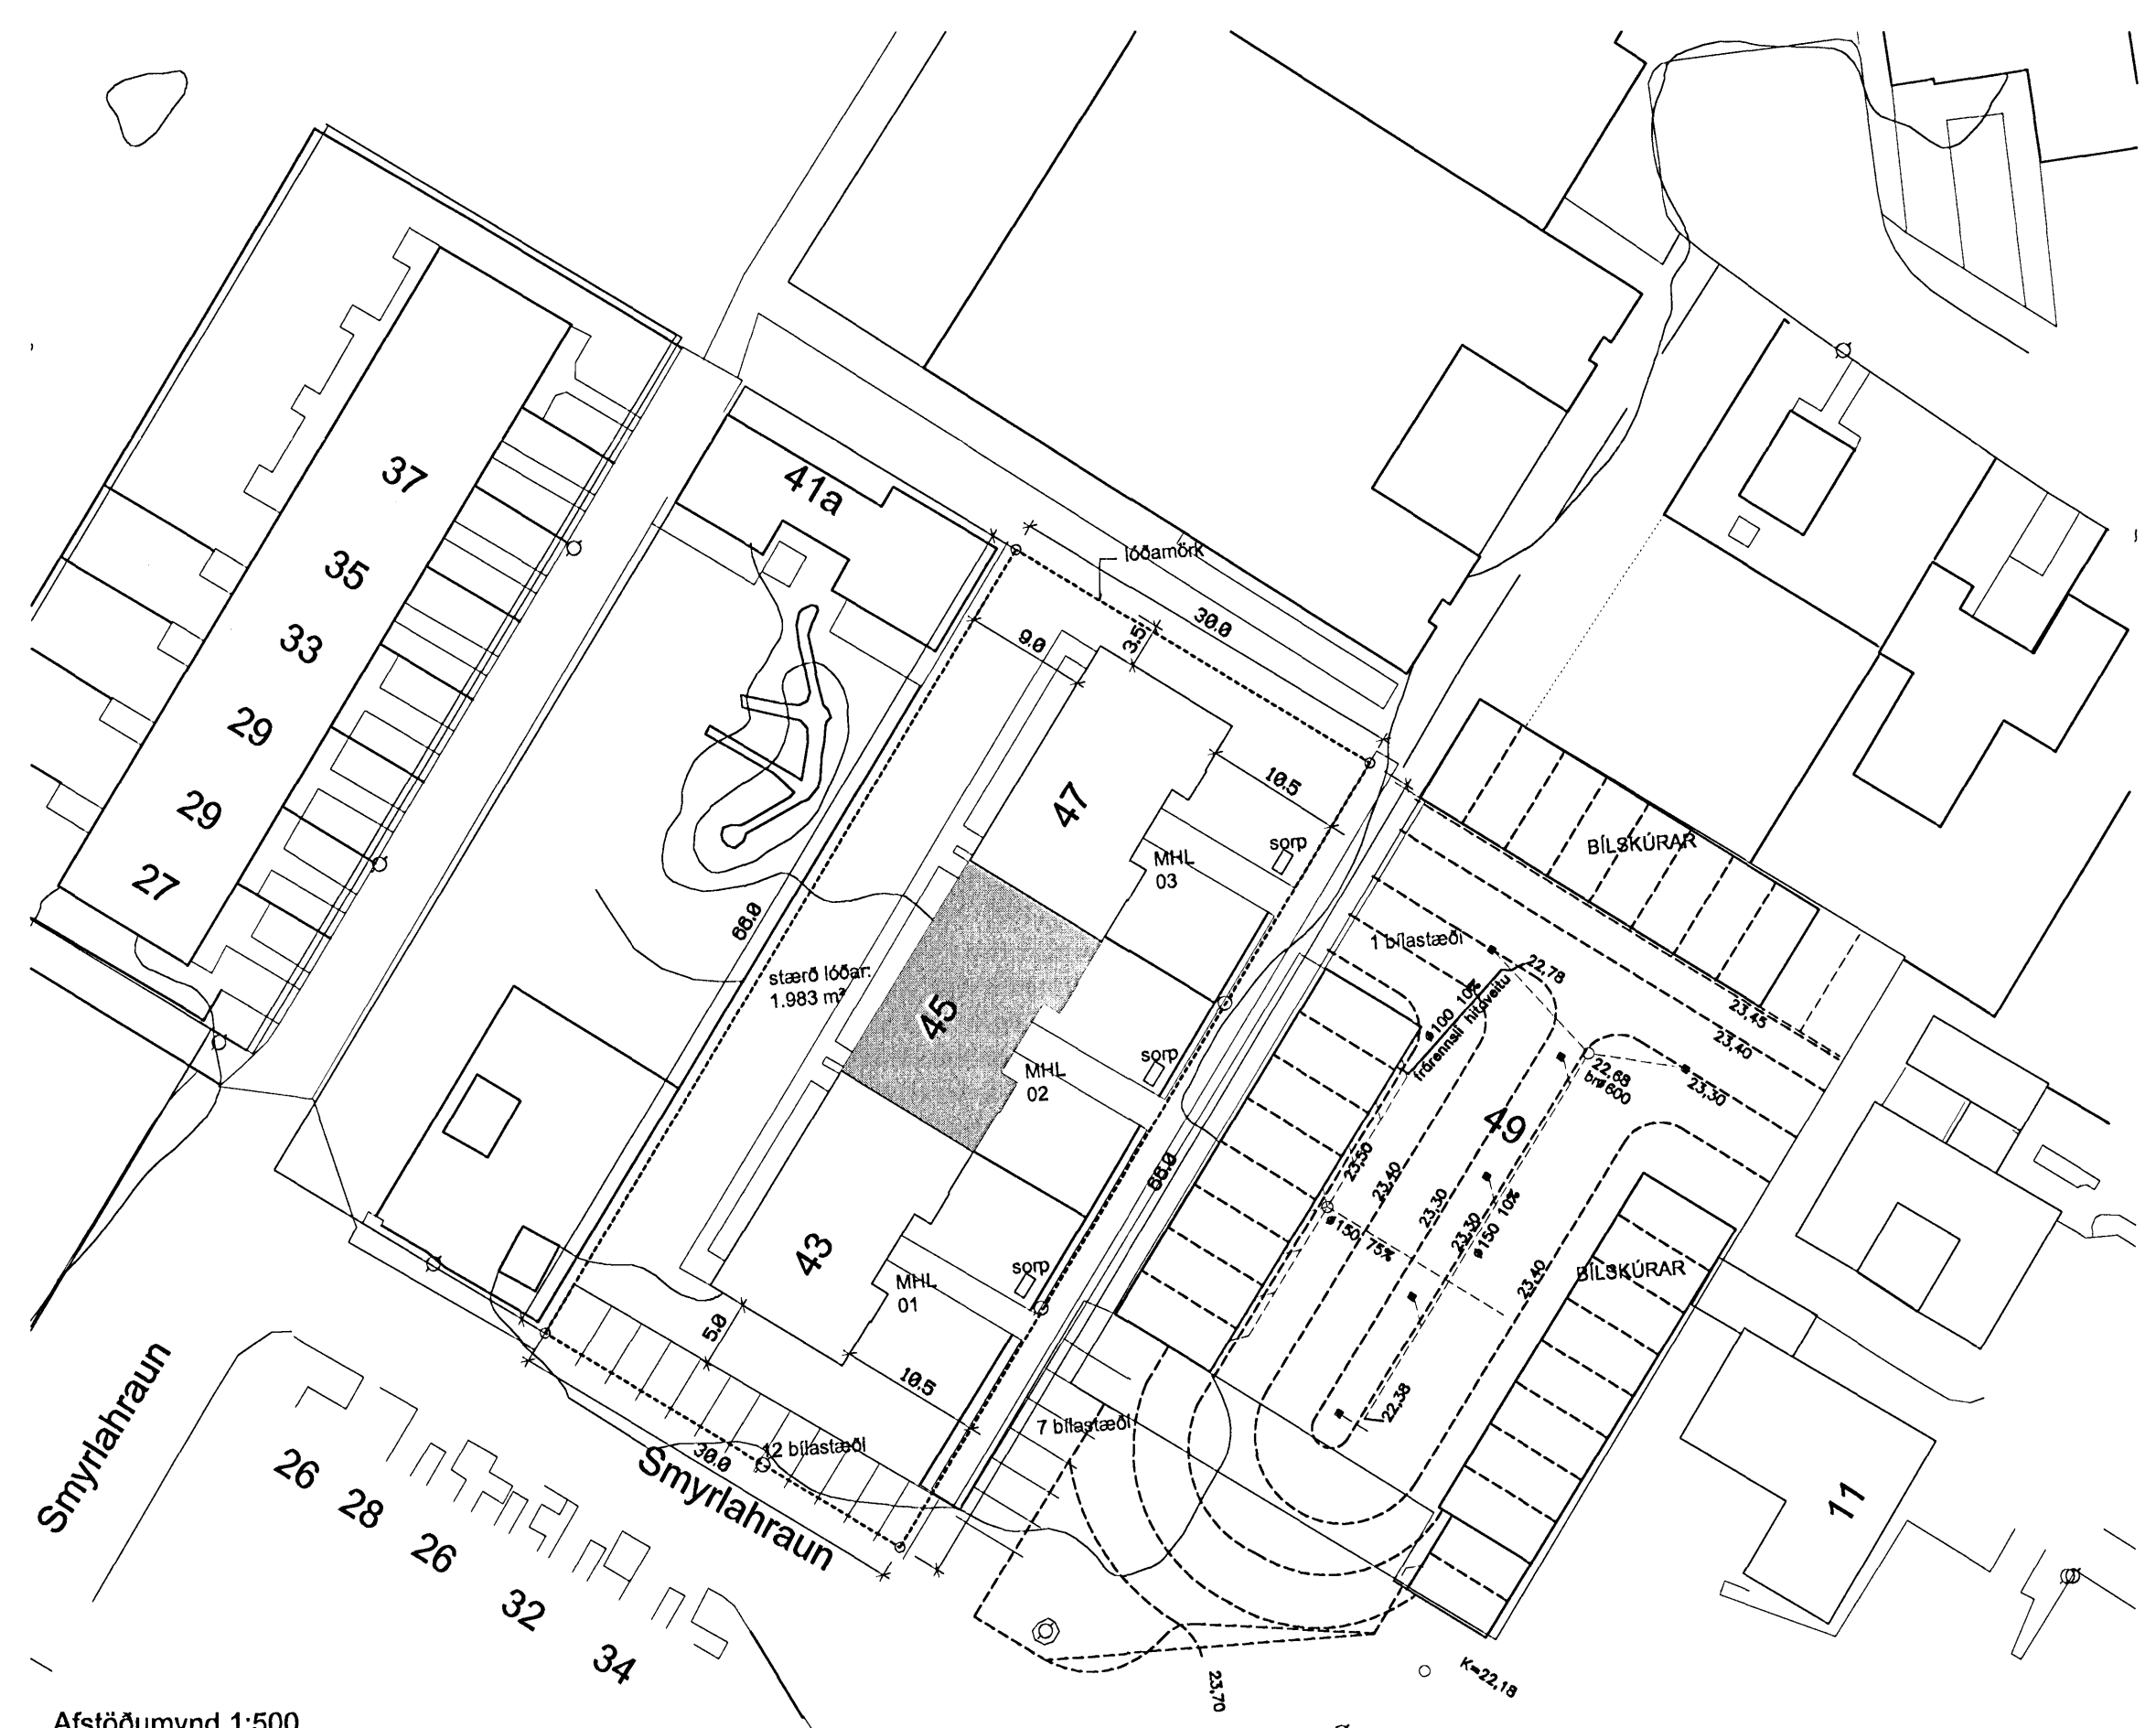 41a
37
lóðamörk
35
30.0
9.0
3.5
33
29
10.5
47
29
sorp
BÍLSKÚRAR
MHL
03
27
66.0
1 bílastæði
22,78
stærð lóðar:
1.983 m²
ø100 10%
frárennsli hitaveitu
23,45
45
23,40
sorp
MHL
02
22,68
brø600
23,30
49
23,50
23,40
66.0
23,30
23,30
ø150 10%
ø150 75%
43
sorp
MHL
01
23,40
BÍLSKÚRAR
5.0
10.5
22,38
7 bílastæði
12 bílastæði
30.0
Smyrlahraun
Smyrlahraun
26
28
26
32
34
11
K=22,18
23,70
Afstöðumynd 1:500